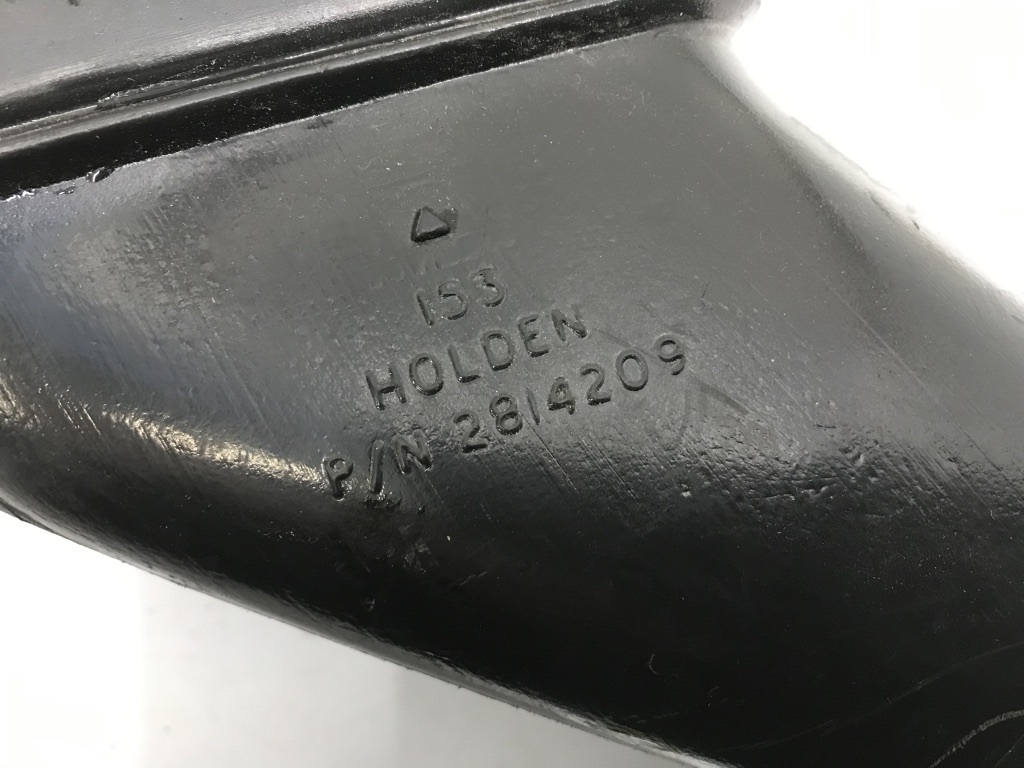 153
HOLDEN
P/N 2814209